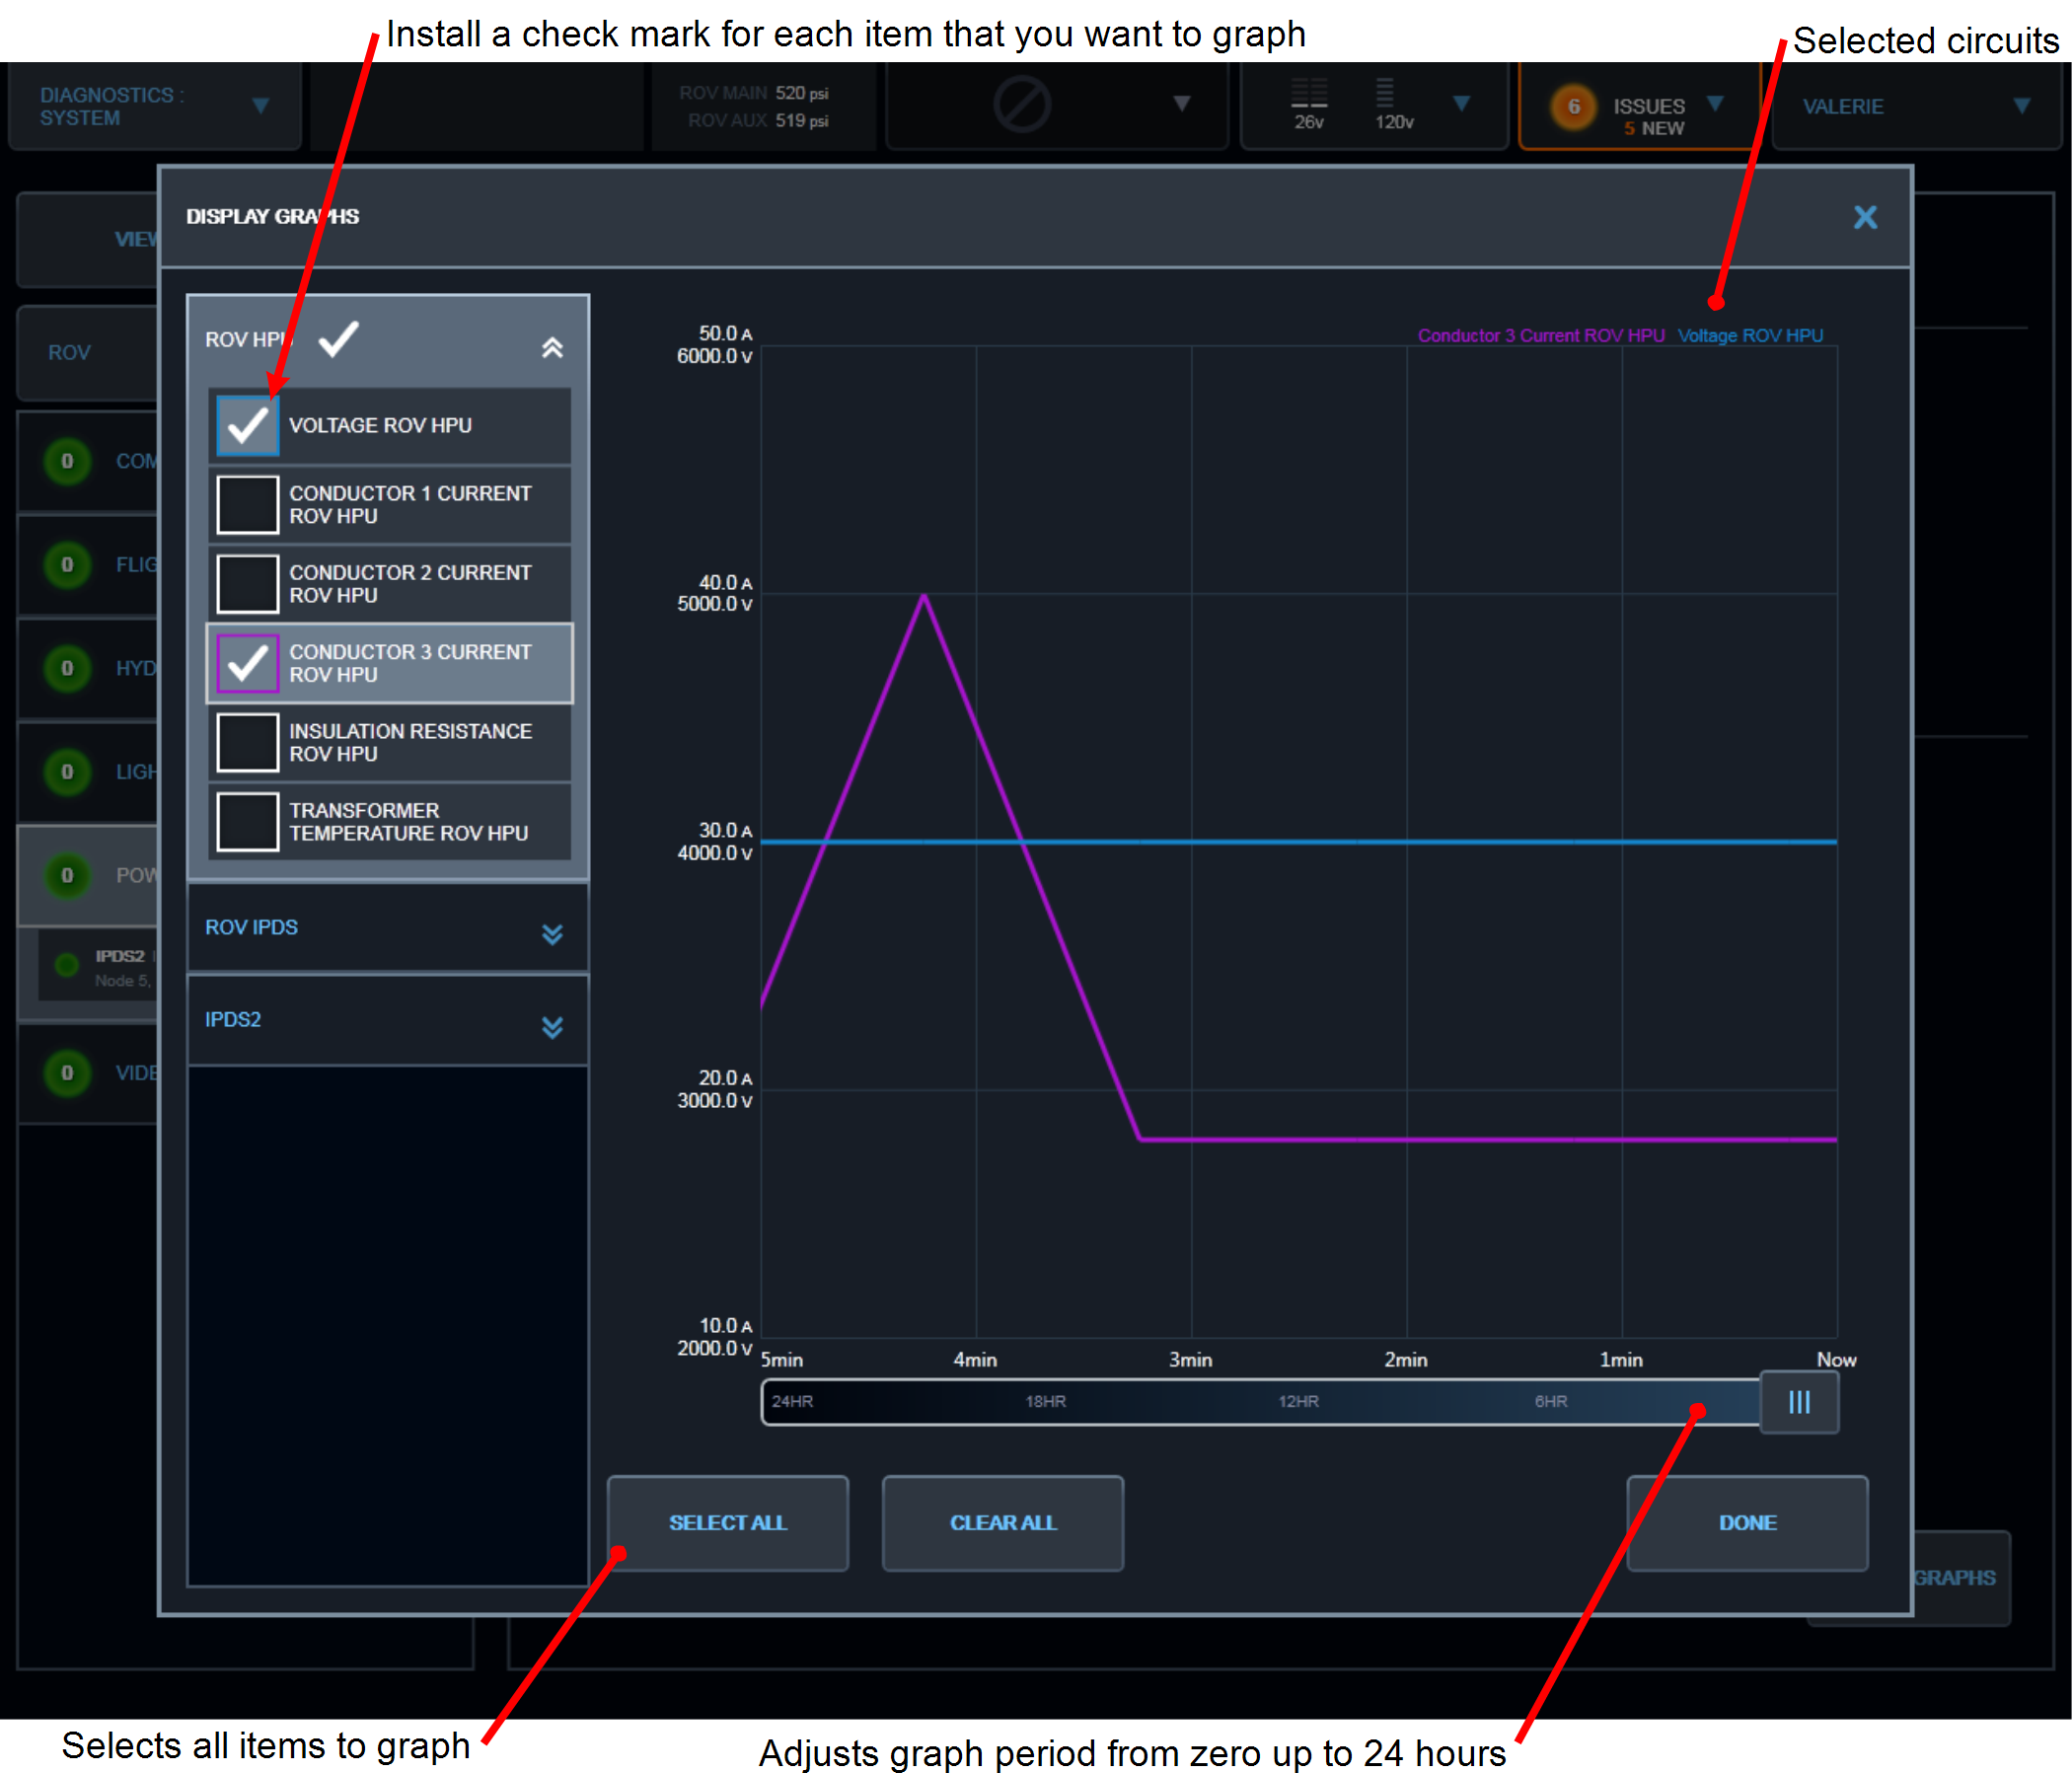 Install a check mark for each item that you want to graph
Selected circuits
DIAGNOSTICS :
SYSTEM
ROV MAIN 520 psi
ROV AUX 519 psi
26v
120v
6
ISSUES
5 NEW
VALERIE
DISPLAY GRAPHS
VIEW
ROV
0 COM
0 FLIG
0 HYD
0 LIGH
0 POW
IPDS2
Node 5,
0 VIDE
ROV HPU
VOLTAGE ROV HPU
CONDUCTOR 1 CURRENT
ROV HPU
CONDUCTOR 2 CURRENT
ROV HPU
CONDUCTOR 3 CURRENT
ROV HPU
INSULATION RESISTANCE
ROV HPU
TRANSFORMER
TEMPERATURE ROV HPU
ROV IPDS
IPDS2
Conductor 3 Current ROV HPU Voltage ROV HPU
50.0 A
6000.0 V
40.0 A
5000.0 V
30.0 A
4000.0 V
20.0 A
3000.0 V
10.0 A
2000.0 V
5min 4min 3min 2min 1min Now
24HR 18HR 12HR 6HR
SELECT ALL
CLEAR ALL
DONE
GRAPHS
Selects all items to graph
Adjusts graph period from zero up to 24 hours